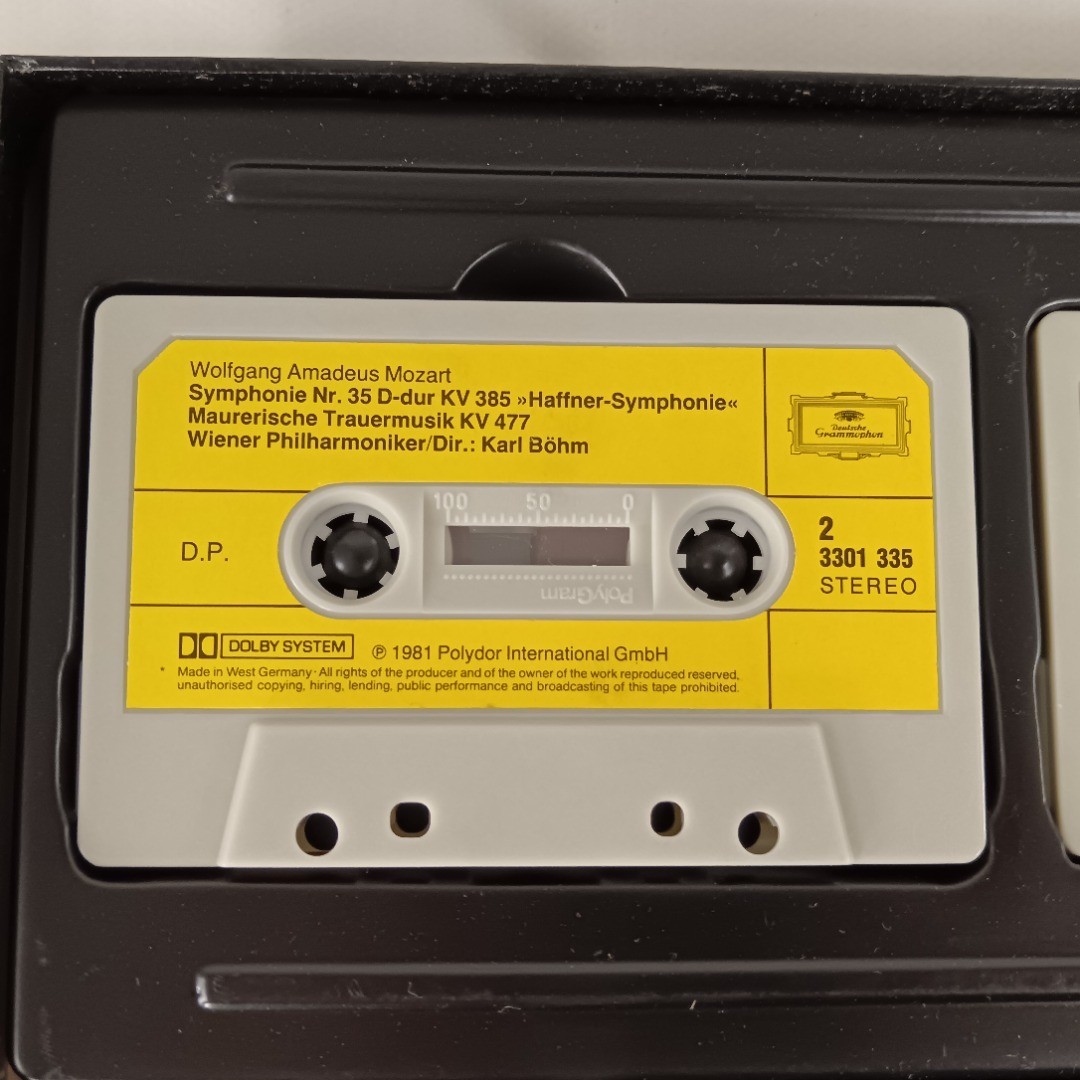 Wolfgang Amadeus Mozart
Symphonie Nr. 35 D-dur KV 385 »Haffner-Symphonie«
Maurerische Trauermusik KV 477
Wiener Philharmoniker/Dir.: Karl Böhm
Deutsche
Grammophon
100 50 0
D.P.
PolyGram
2
3301 335
STEREO
DOLBY SYSTEM ℗ 1981 Polydor International GmbH
* Made in West Germany · All rights of the producer and of the owner of the work reproduced reserved,
unauthorised copying, hiring, lending, public performance and broadcasting of this tape prohibited.